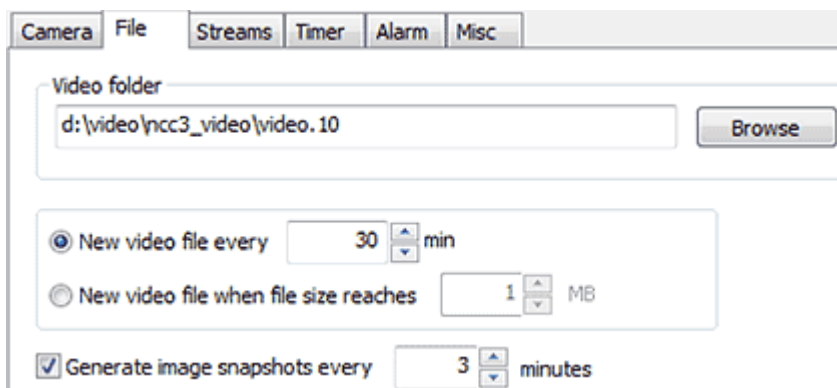 Camera File Streams Timer Alarm Misc
Video folder
d:\video\ncc3_video\video.10 Browse
New video file every 30 min
New video file when file size reaches 1 MB
Generate image snapshots every 3 minutes